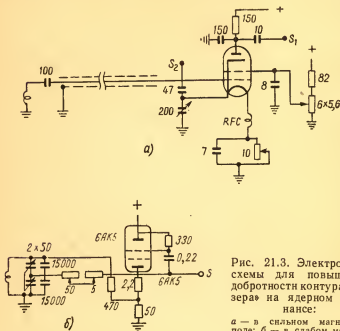 +
150
150
10
S₁
S₂
+
100
47
82
8
6×5,6
200
RFC
7
10
а)
+
6AK5
330
2×50
0,22
15000
S
6AK5
50
5
2,2
470
15000
50
б)
Рис. 21.3. Электро
схемы для повыш
добротности контура
зера» на ядерном
нансе:
а — в сильном магни